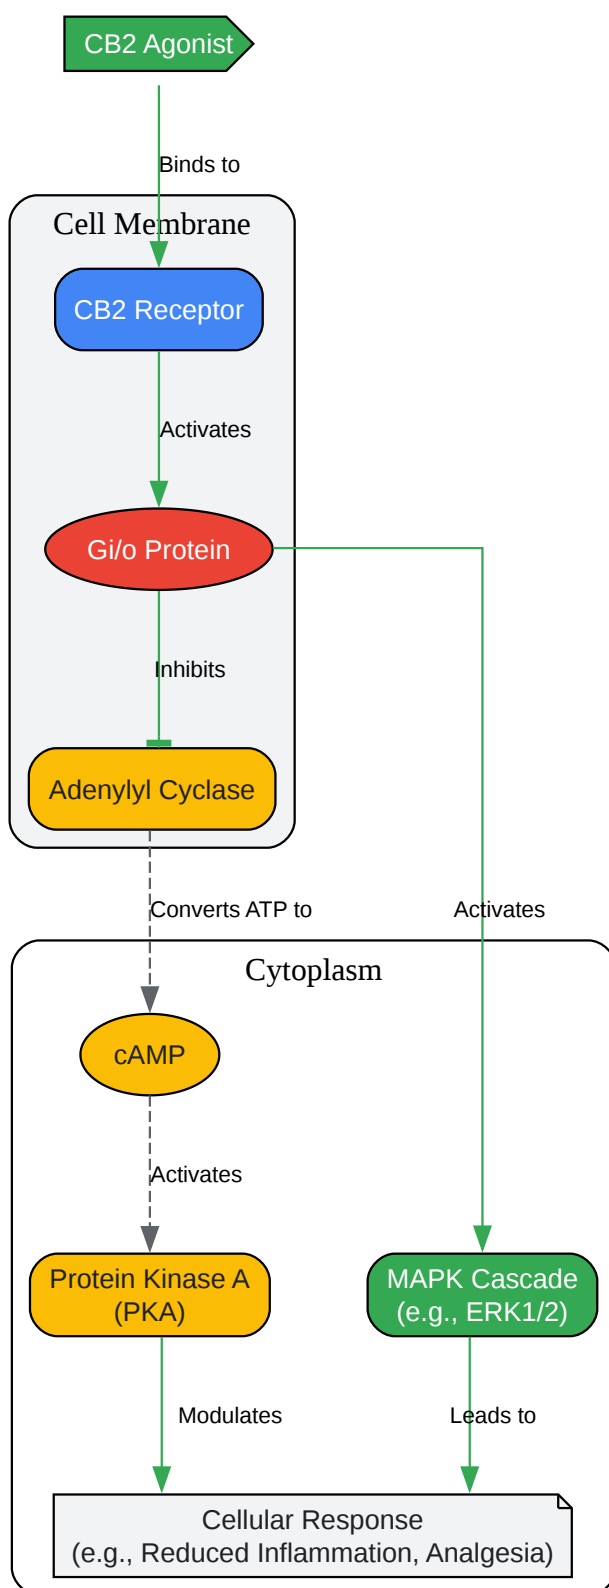 CB2 Agonist
Binds to
Cell Membrane
CB2 Receptor
Activates
Gi/o Protein
Inhibits
Adenylyl Cyclase
Converts ATP to
Activates
Cytoplasm
cAMP
Activates
Protein Kinase A
(PKA)
MAPK Cascade
(e.g., ERK1/2)
Modulates
Leads to
Cellular Response
(e.g., Reduced Inflammation, Analgesia)